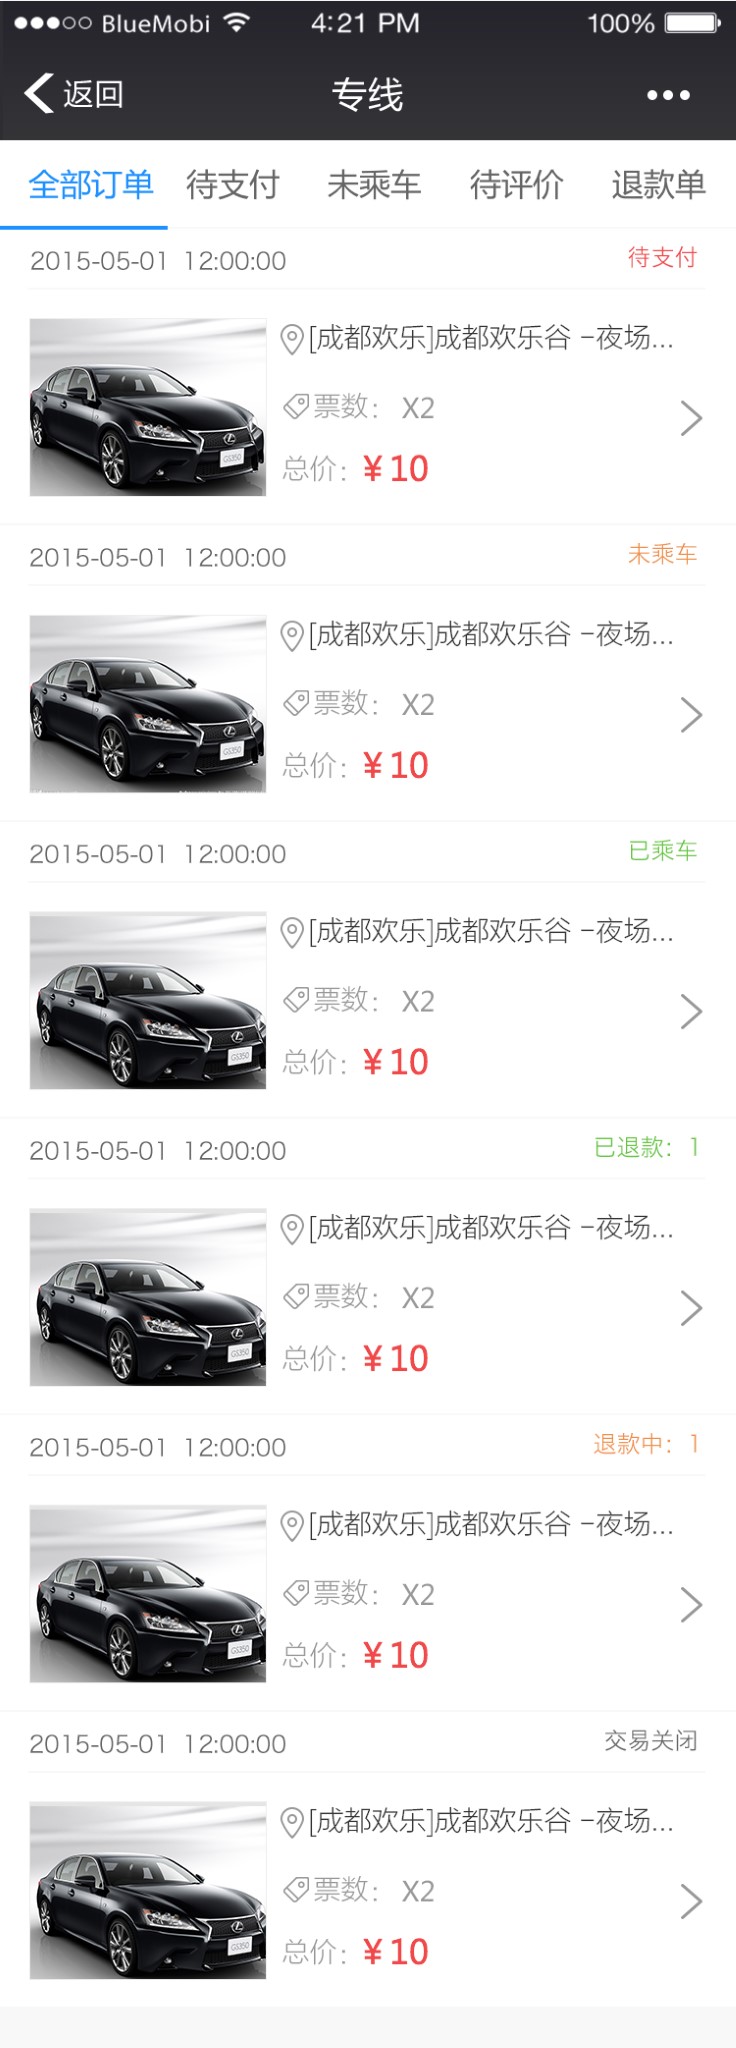 BlueMobi 4:21 PM 100%
返回 专线
全部订单 待支付 未乘车 待评价 退款单
2015-05-01 12:00:00 待支付
[成都欢乐]成都欢乐谷 -夜场...
票数： X2
总价：￥10
GS350
2015-05-01 12:00:00 未乘车
[成都欢乐]成都欢乐谷 -夜场...
票数： X2
总价：￥10
GS350
2015-05-01 12:00:00 已乘车
[成都欢乐]成都欢乐谷 -夜场...
票数： X2
总价：￥10
GS350
2015-05-01 12:00:00 已退款：1
[成都欢乐]成都欢乐谷 -夜场...
票数： X2
总价：￥10
GS350
2015-05-01 12:00:00 退款中：1
[成都欢乐]成都欢乐谷 -夜场...
票数： X2
总价：￥10
GS350
2015-05-01 12:00:00 交易关闭
[成都欢乐]成都欢乐谷 -夜场...
票数： X2
总价：￥10
GS350